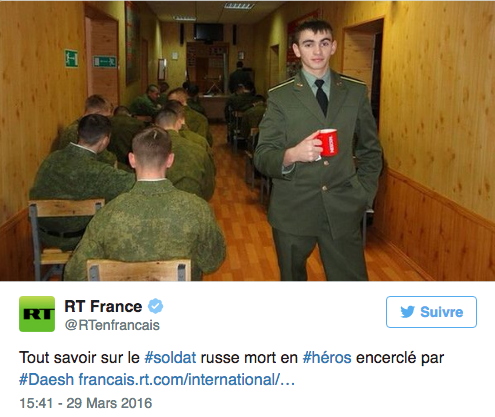 RT
RT France
@RTenfrancais
Suivre
Tout savoir sur le #soldat russe mort en #héros encerclé par
#Daesh francais.rt.com/international/…
15:41 - 29 Mars 2016